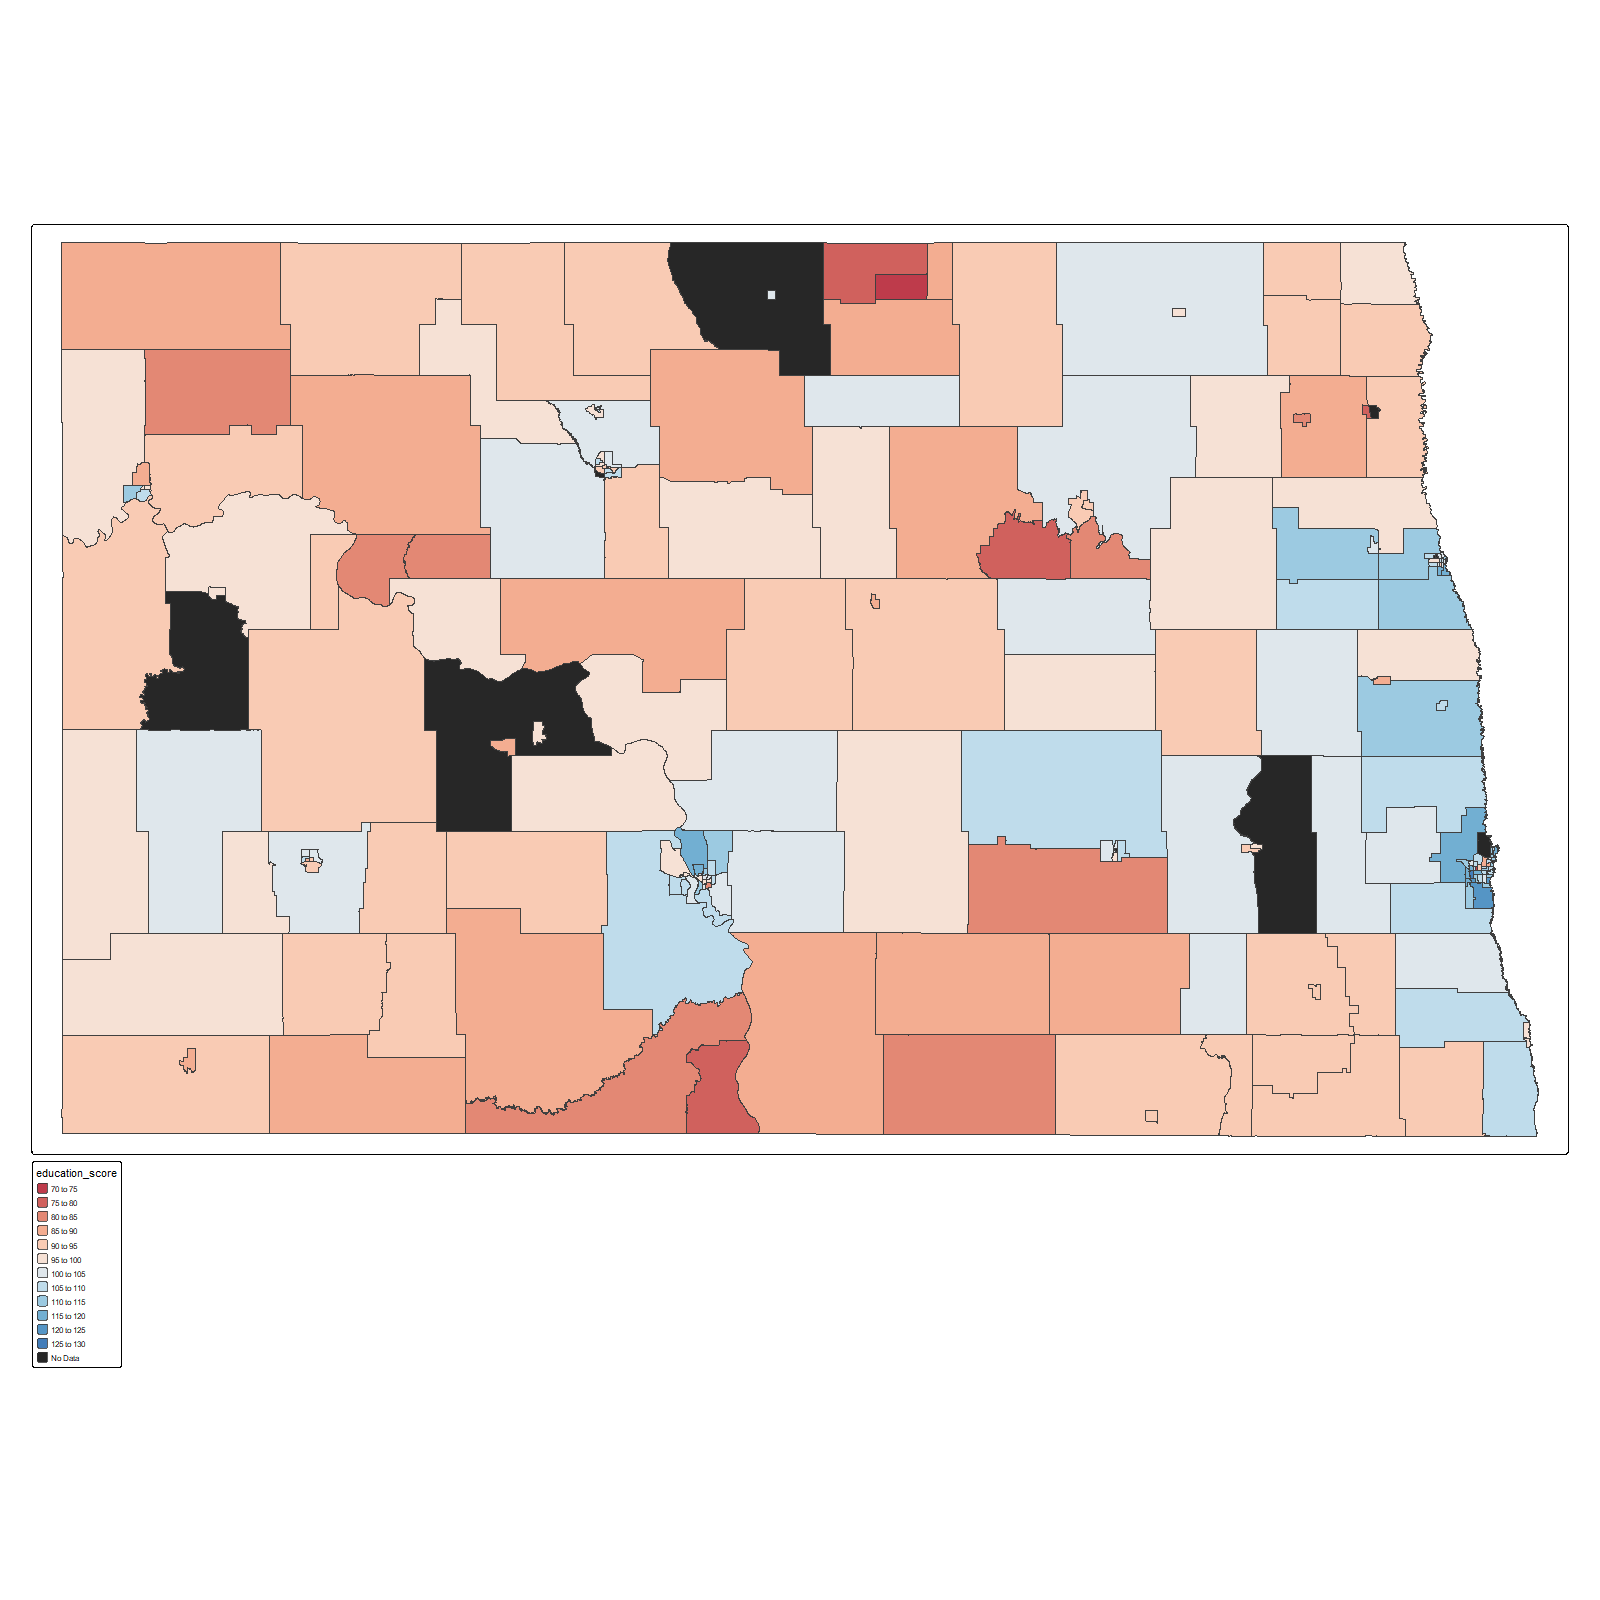 education_score
70 to 75
75 to 80
80 to 85
85 to 90
90 to 95
95 to 100
100 to 105
105 to 110
110 to 115
115 to 120
120 to 125
125 to 130
No Data